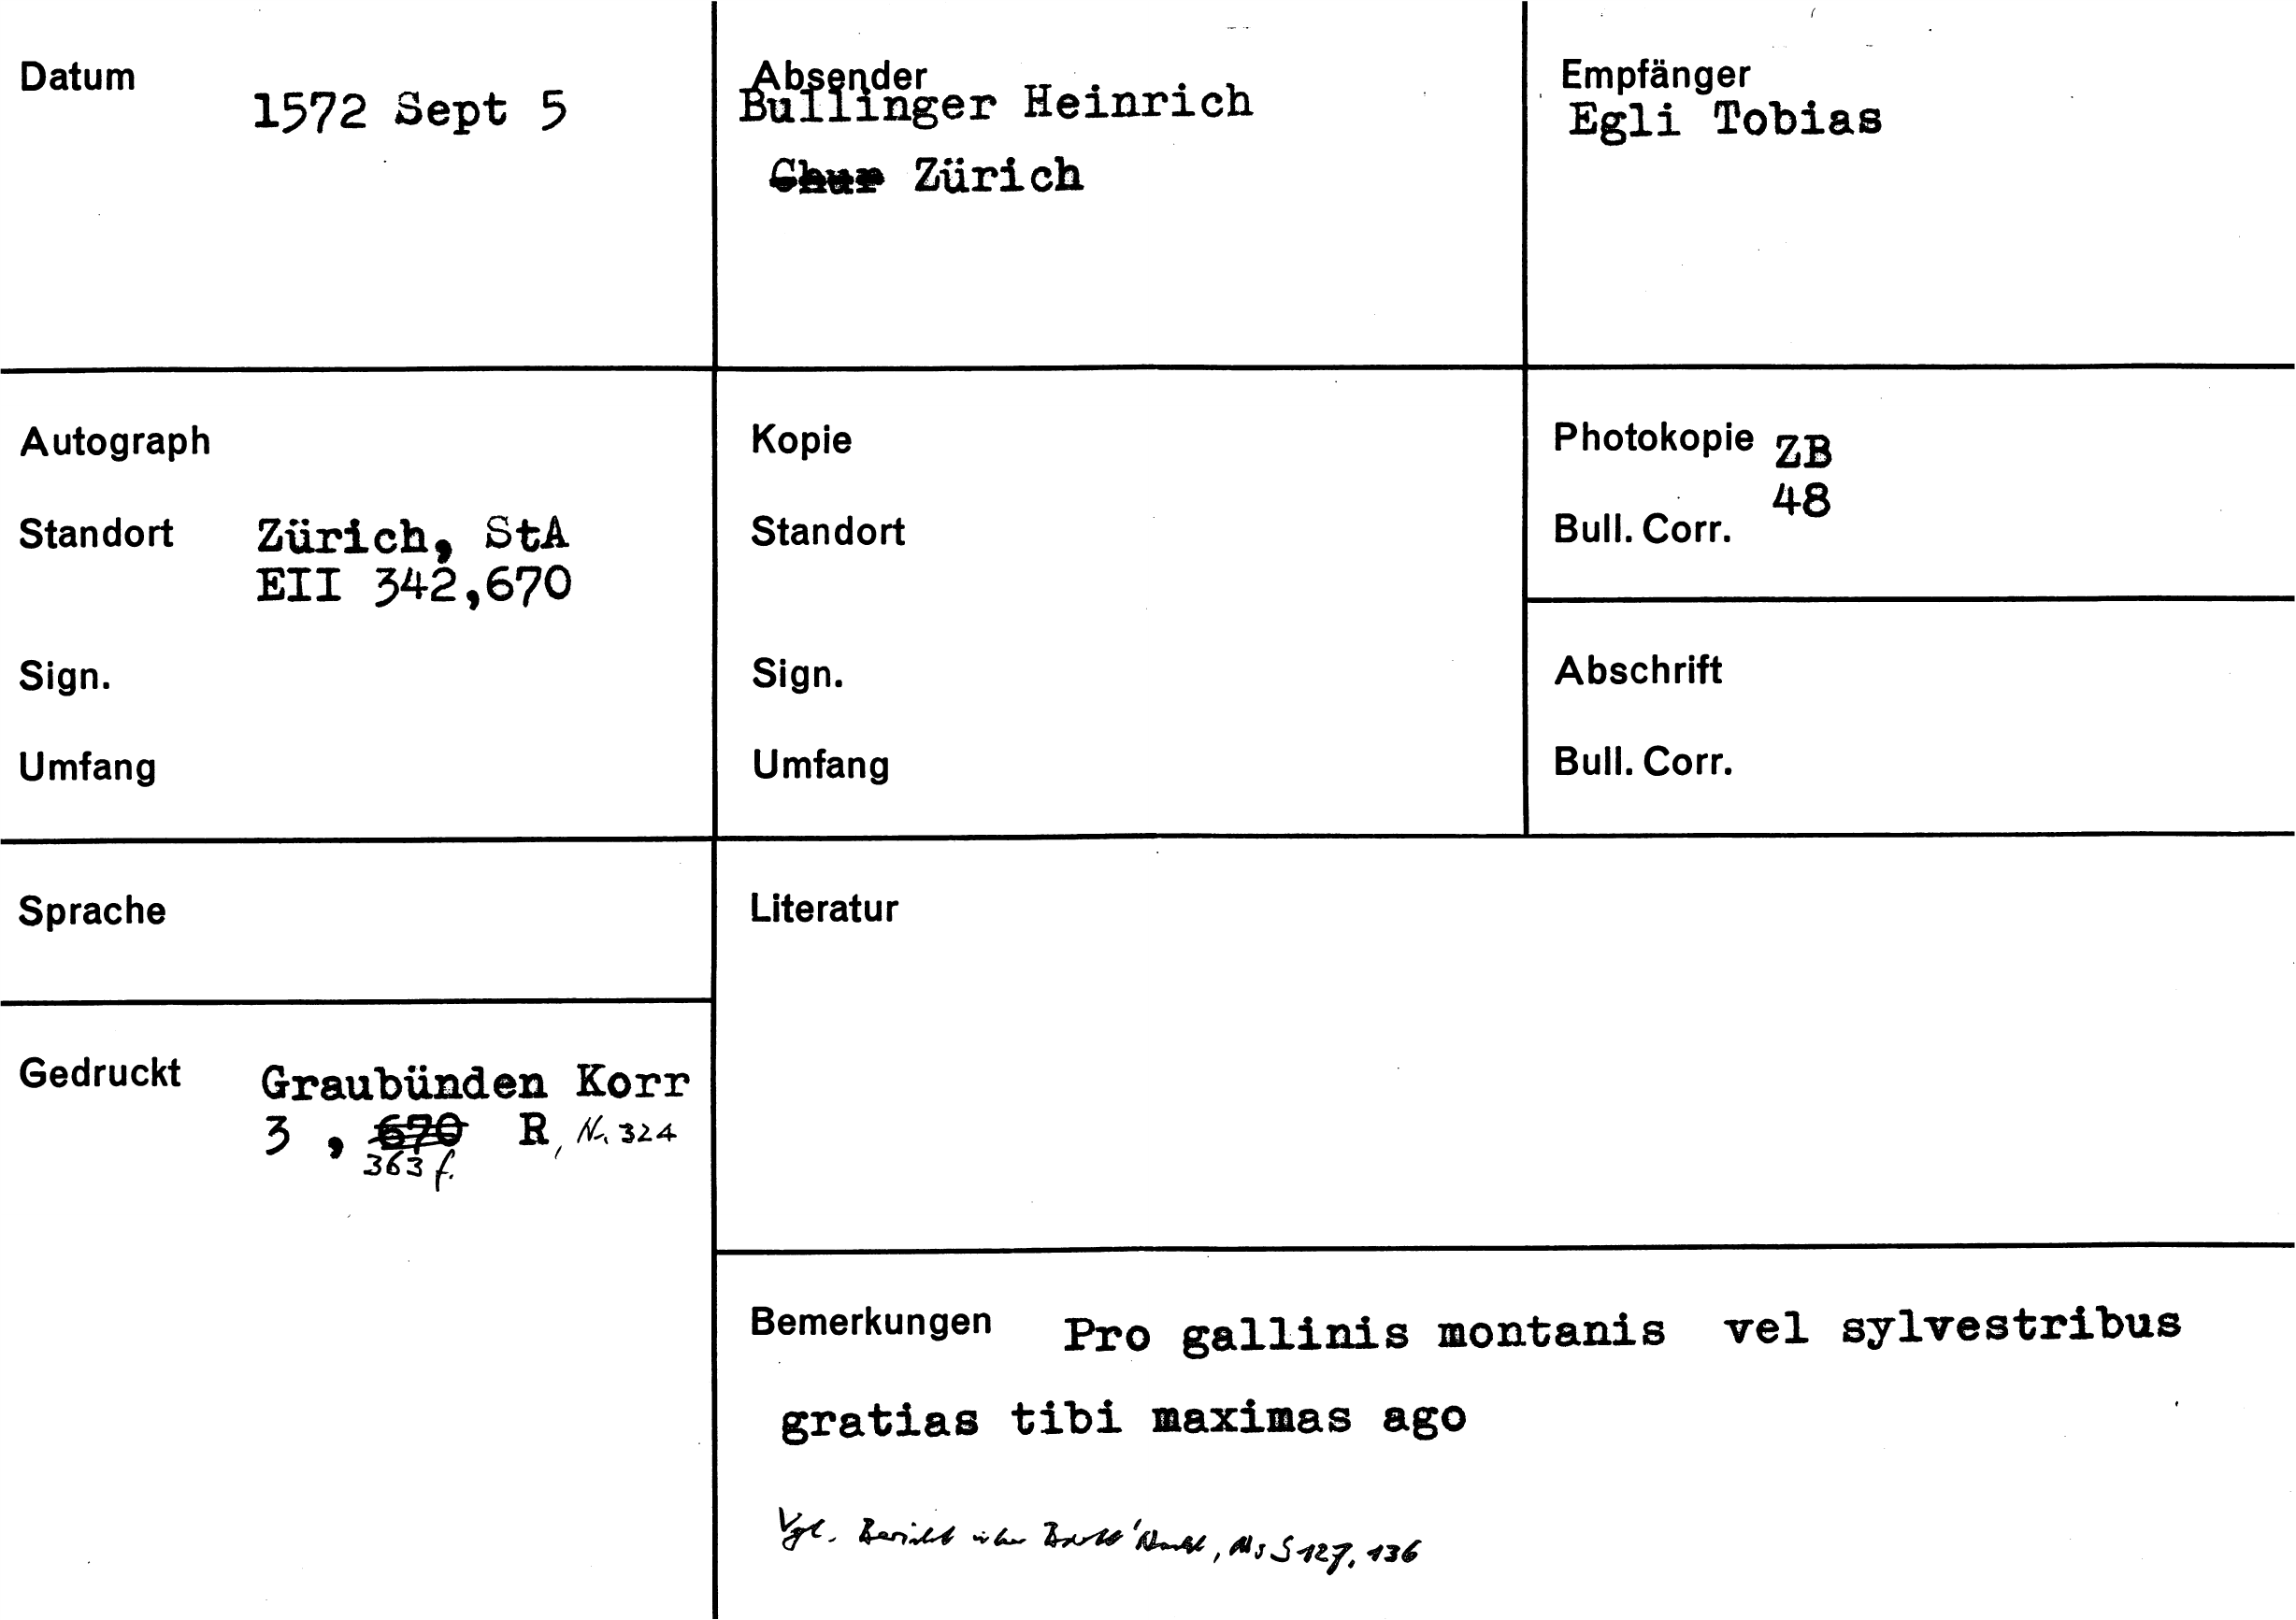 Datum
1572 Sept 5
Absender
Bullinger Heinrich
Chur Zürich
Empfänger
Egli Tobias
Autograph
Standort Zürich, StA
EII 342,670
Sign.
Umfang
Kopie
Standort
Sign.
Umfang
Photokopie ZB
48
Bull. Corr.
Abschrift
Bull. Corr.
Sprache
Literatur
Gedruckt Graubünden Korr
3 , 670 R, Nr. 324
363 f.
Bemerkungen Pro gallinis montanis vel sylvestribus
gratias tibi maximas ago
Vgl. Bericht über Barth' Nacht, Ms S 127, 136